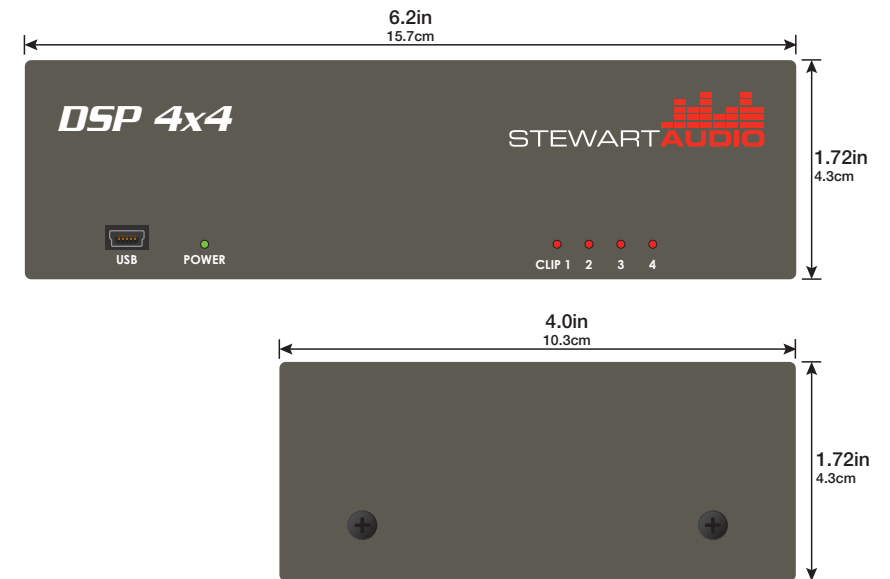 6.2in
15.7cm
DSP 4x4
STEWARTAUDIO
1.72in
4.3cm
USB POWER CLIP 1 2 3 4
4.0in
10.3cm
1.72in
4.3cm